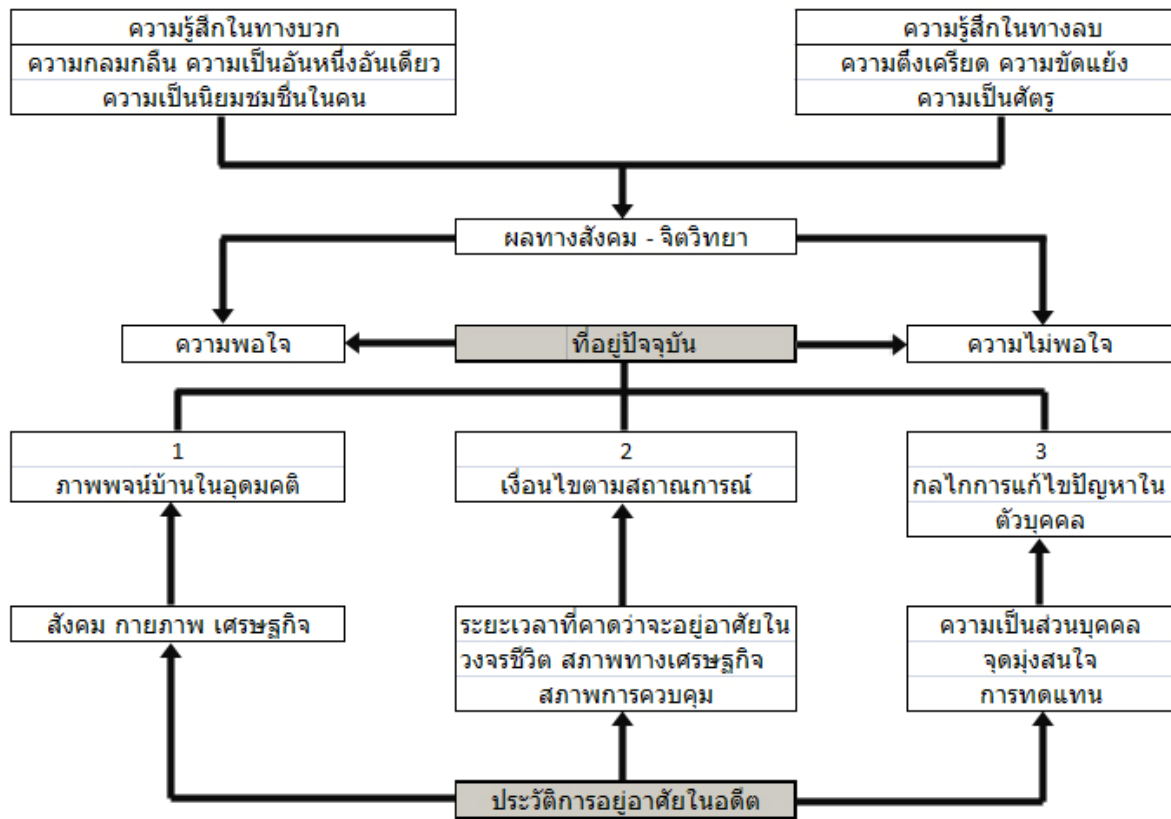 ความรู้สึกในทางบวก
ความกลมกลืน ความเป็นอันหนึ่งอันเดียว
ความเป็นนิยมชมชื่นในคน
ความรู้สึกในทางลบ
ความตึงเครียด ความขัดแย้ง
ความเป็นศัตรู
ผลทางสังคม - จิตวิทยา
ความพอใจ
ที่อยู่ปัจจุบัน
ความไม่พอใจ
1
ภาพพจน์บ้านในอุดมคติ
2
เงื่อนไขตามสถาณการณ์
3
กลไกการแก้ไขปัญหาใน
ตัวบุคคล
สังคม กายภาพ เศรษฐกิจ
ระยะเวลาที่คาดว่าจะอยู่อาศัยใน
วงจรชีวิต สภาพทางเศรษฐกิจ
สภาพการควบคุม
ความเป็นส่วนบุคคล
จุดมุ่งสนใจ
การทดแทน
ประวัติการอยู่อาศัยในอดีต